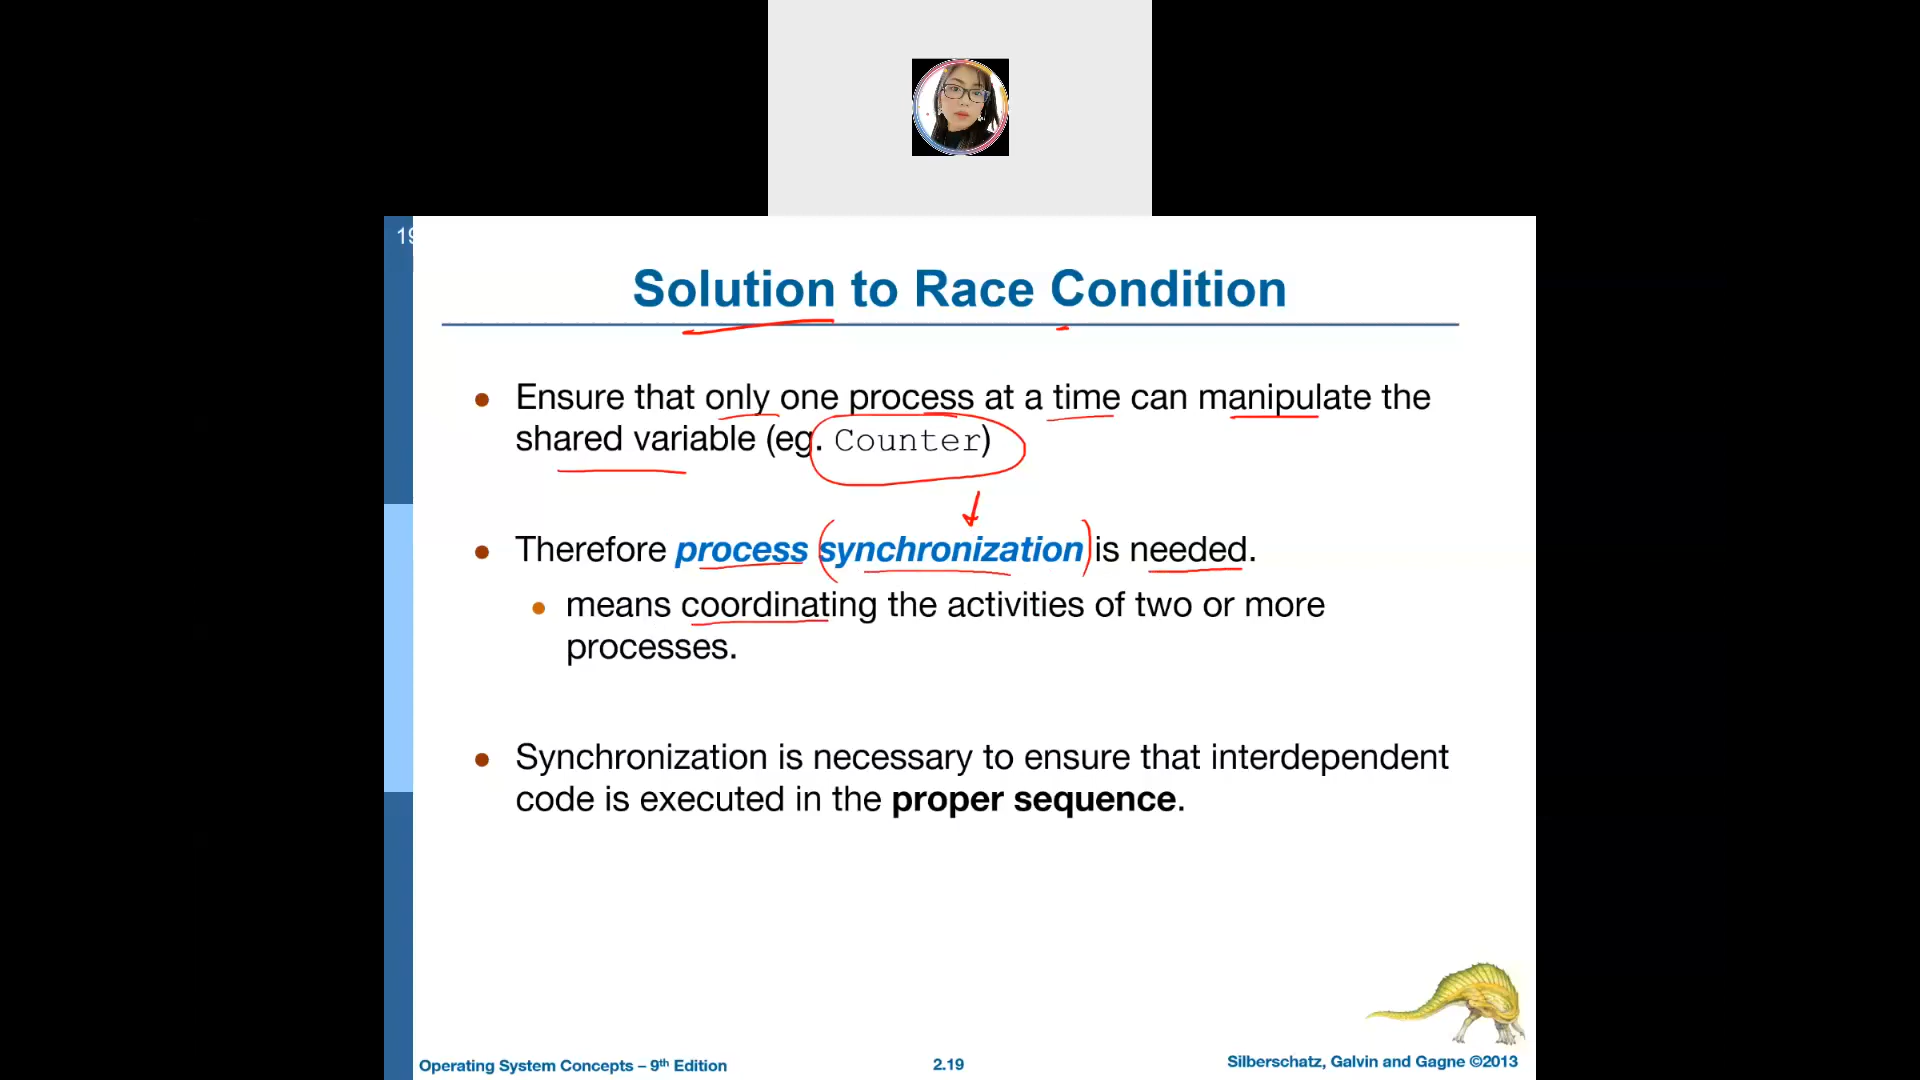 19
Solution to Race Condition
• Ensure that only one process at a time can manipulate the
shared variable (eg. Counter)
• Therefore process synchronization is needed.
• means coordinating the activities of two or more
processes.
• Synchronization is necessary to ensure that interdependent
code is executed in the proper sequence.
Operating System Concepts – 9th Edition
2.19
Silberschatz, Galvin and Gagne ©2013